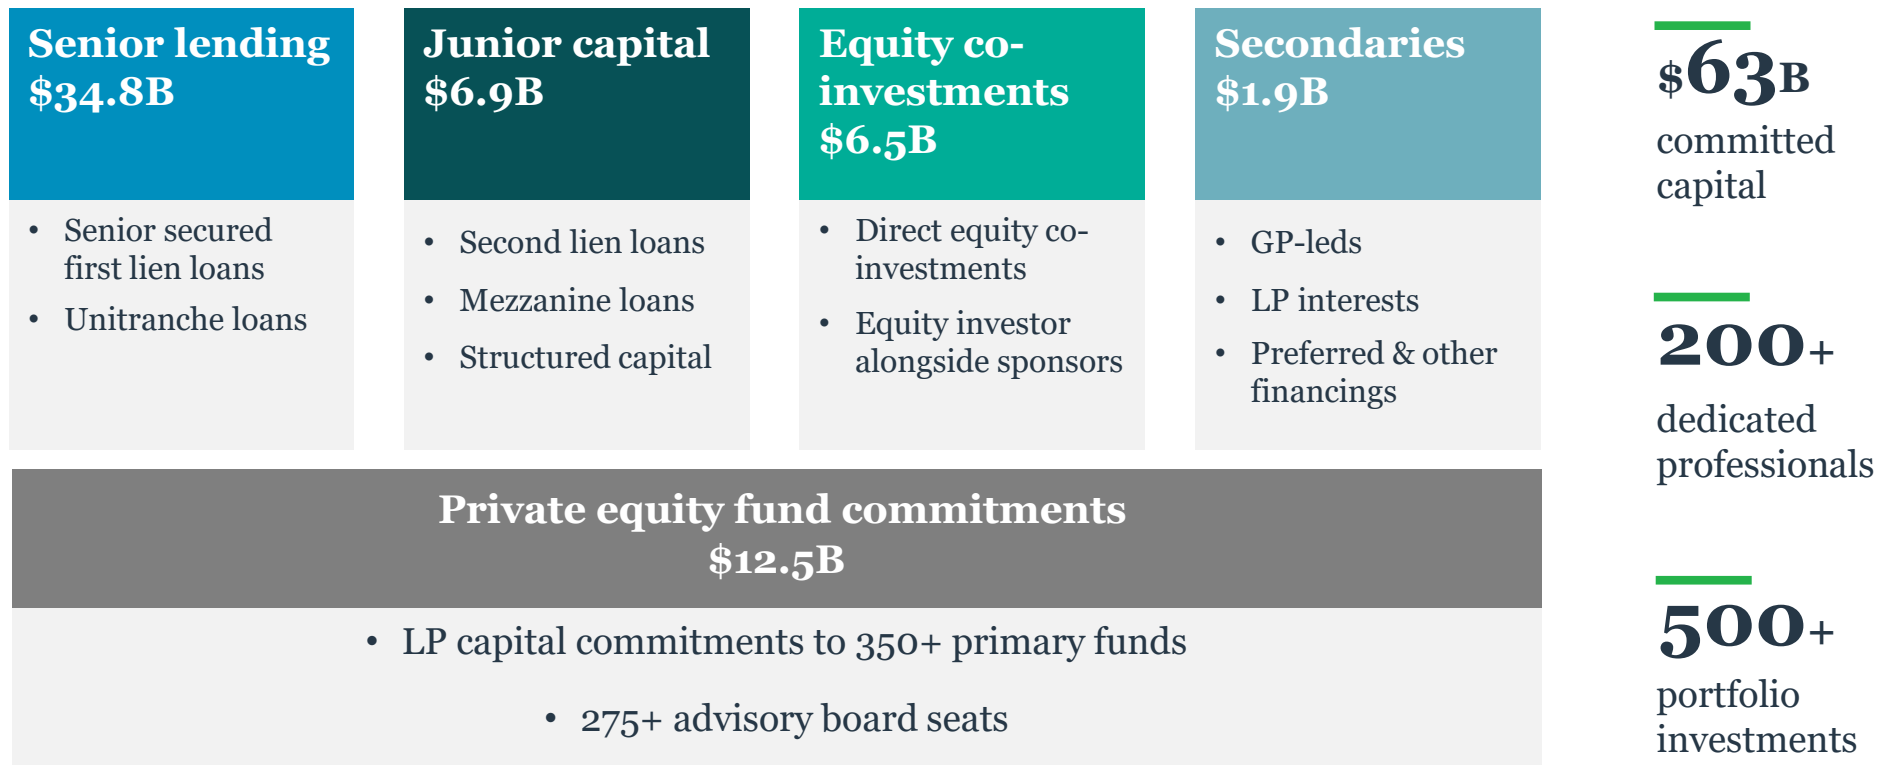 Senior lending
$34.8B
• Senior secured
first lien loans
• Unitranche loans
Junior capital
$6.9B
• Second lien loans
• Mezzanine loans
• Structured capital
Equity co-
investments
$6.5B
• Direct equity co-
investments
• Equity investor
alongside sponsors
Secondaries
$1.9B
• GP-leds
• LP interests
• Preferred & other
financings
Private equity fund commitments
$12.5B
• LP capital commitments to 350+ primary funds
• 275+ advisory board seats
$63B
committed
capital
200+
dedicated
professionals
500+
portfolio
investments